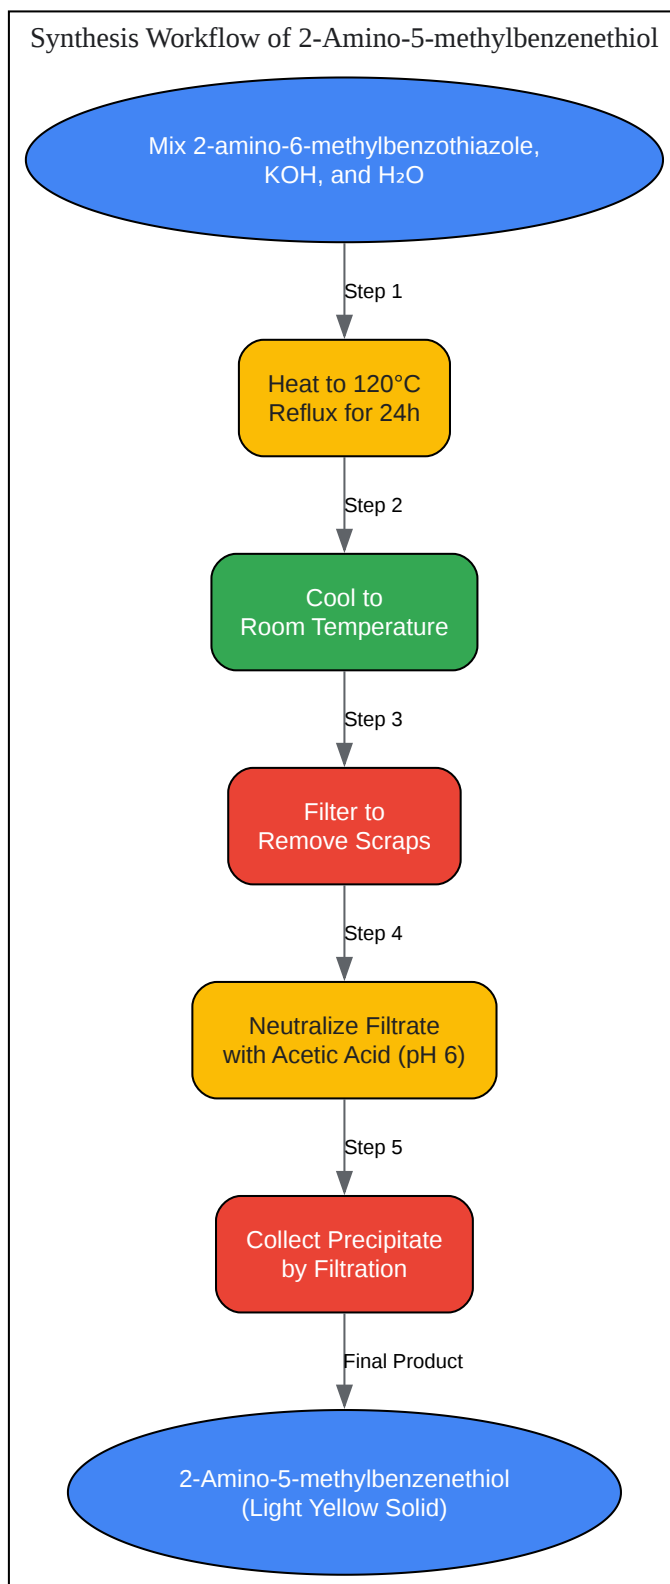 Synthesis Workflow of 2-Amino-5-methylbenzenethiol
Mix 2-amino-6-methylbenzothiazole,
KOH, and H₂O
Step 1
Heat to 120°C
Reflux for 24h
Step 2
Cool to
Room Temperature
Step 3
Filter to
Remove Scraps
Step 4
Neutralize Filtrate
with Acetic Acid (pH 6)
Step 5
Collect Precipitate
by Filtration
Final Product
2-Amino-5-methylbenzenethiol
(Light Yellow Solid)